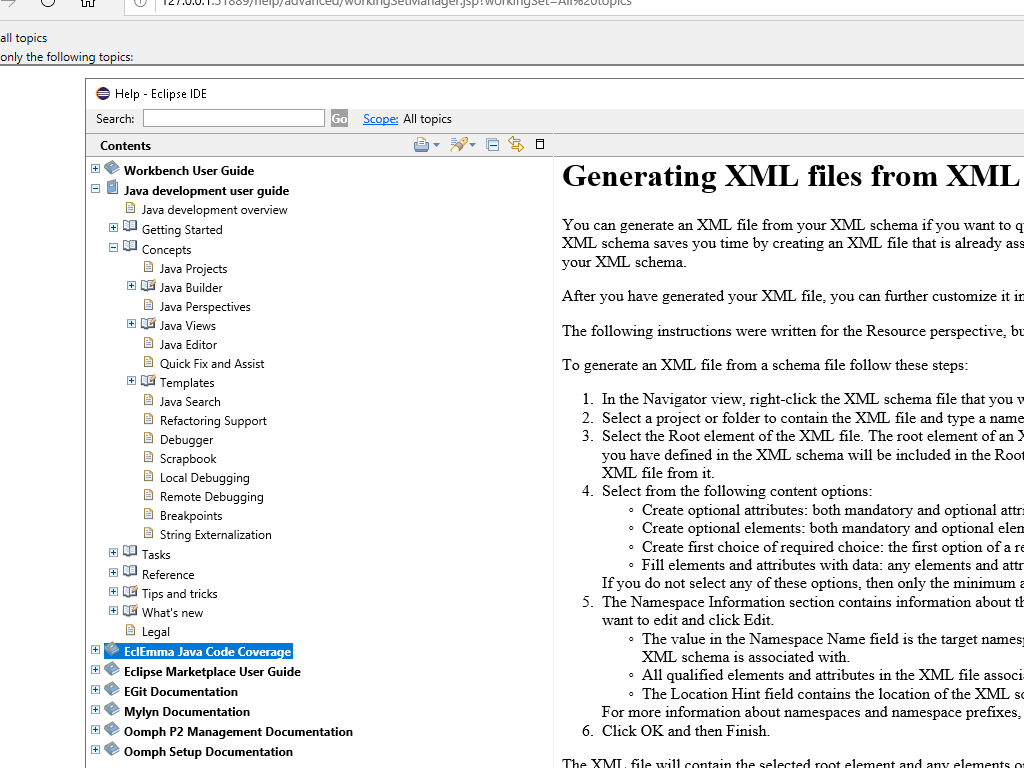 127.0.0.1:51889/help/advanced/workingSetManager.jsp?workingSet=All%20topics
all topics
only the following topics:
Help - Eclipse IDE
Search:
Go
Scope: All topics
Contents
Workbench User Guide
Java development user guide
Java development overview
Getting Started
Concepts
Java Projects
Java Builder
Java Perspectives
Java Views
Java Editor
Quick Fix and Assist
Templates
Java Search
Refactoring Support
Debugger
Scrapbook
Local Debugging
Remote Debugging
Breakpoints
String Externalization
Tasks
Reference
Tips and tricks
What's new
Legal
EclEmma Java Code Coverage
Eclipse Marketplace User Guide
EGit Documentation
Mylyn Documentation
Oomph P2 Management Documentation
Oomph Setup Documentation
Generating XML files from XML
You can generate an XML file from your XML schema if you want to
XML schema saves you time by creating an XML file that is already
your XML schema.
After you have generated your XML file, you can further customize it
The following instructions were written for the Resource perspective,
To generate an XML file from a schema file follow these steps:
1. In the Navigator view, right-click the XML schema file that you
2. Select a project or folder to contain the XML file and type a name
3. Select the Root element of the XML file. The root element of an
you have defined in the XML schema will be included in the Root
XML file from it.
4. Select from the following content options:
◦ Create optional attributes: both mandatory and optional
◦ Create optional elements: both mandatory and optional
◦ Create first choice of required choice: the first option of a
◦ Fill elements and attributes with data: any elements and
If you do not select any of these options, then only the minimum
5. The Namespace Information section contains information about
want to edit and click Edit.
◦ The value in the Namespace Name field is the target
XML schema is associated with.
◦ All qualified elements and attributes in the XML file
◦ The Location Hint field contains the location of the XML
For more information about namespaces and namespace prefixes,
6. Click OK and then Finish.
The XML file will contain the selected root element and any elements